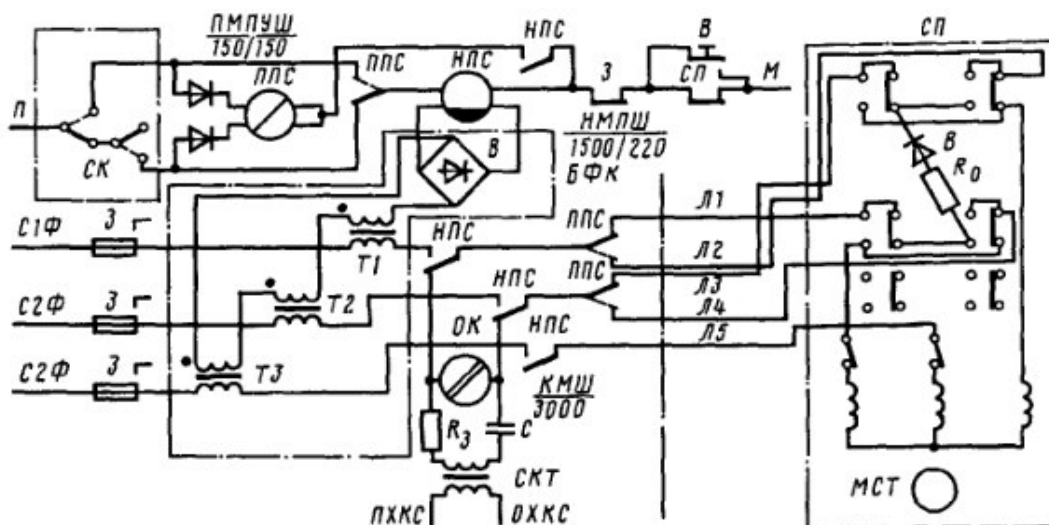 ПМПУШ
150/150
ППС
ППС
НПС
НПС
З
В
СП
М
СП
П
СК
В
НМПШ
1500/220
БФК
В
R0
С1Ф
З
Т1
НПС
ППС
Л1
Л2
С2Ф
З
Т2
ОК
НПС
ППС
Л3
Л4
Л5
С2Ф
З
Т3
КМШ
3000
R3
С
СКТ
ПХКС
ОХКС
МСТ